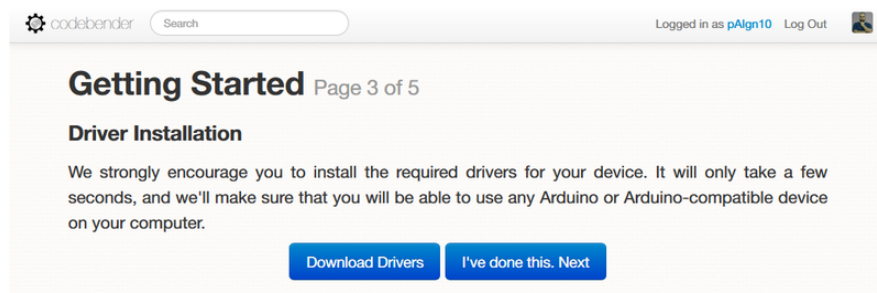 codebender Search Logged in as pAIgn10 Log Out
Getting Started Page 3 of 5
Driver Installation
We strongly encourage you to install the required drivers for your device. It will only take a few
seconds, and we'll make sure that you will be able to use any Arduino or Arduino-compatible device
on your computer.
Download Drivers I've done this. Next